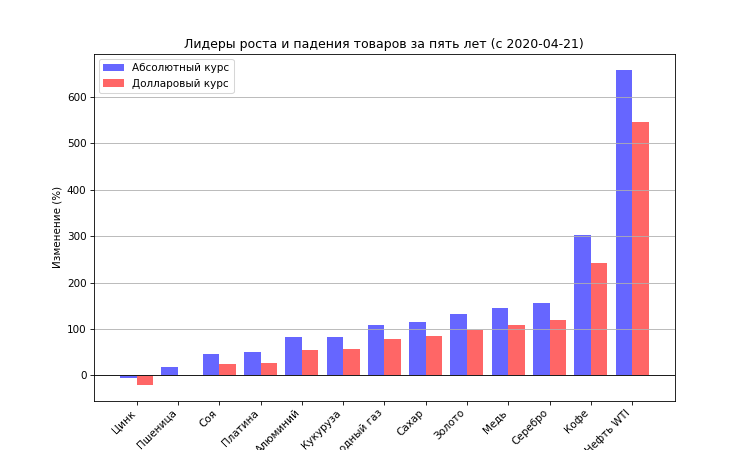 Лидеры роста и падения товаров за пять лет (с 2020-04-21)
Абсолютный курс
Долларовый курс
Изменение (%)
600
500
400
300
200
100
0
Цинк
Пшеница
Соя
Платина
Алюминий
Кукуруза
одный газ
Сахар
Золото
Медь
Серебро
Кофе
Нефть WTI